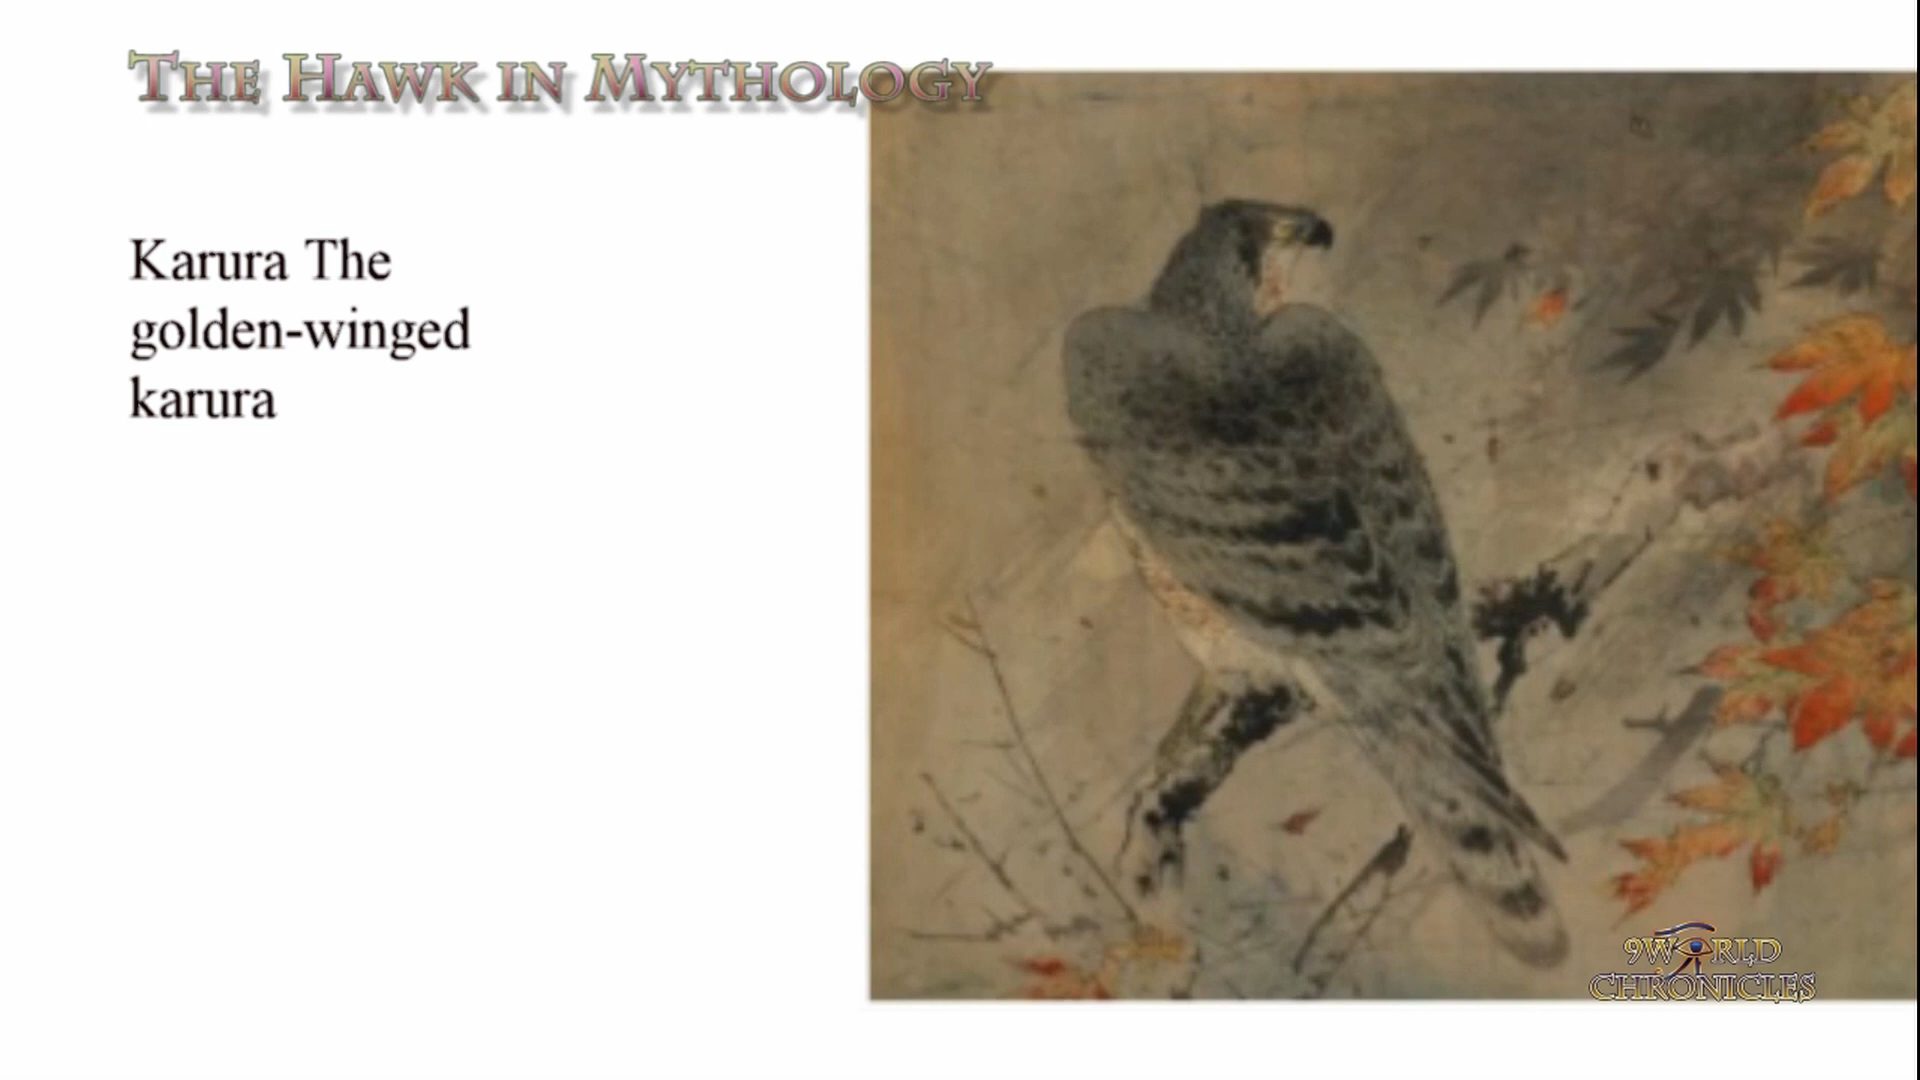 THE HAWK IN MYTHOLOGY
Karura The
golden-winged
karura
9WORLD
CHRONICLES